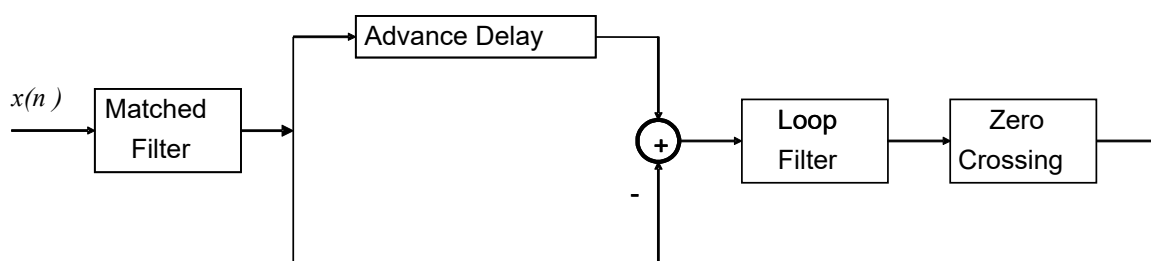 Advance Delay
x(n )
Matched
Filter
+
-
Loop
Filter
Zero
Crossing